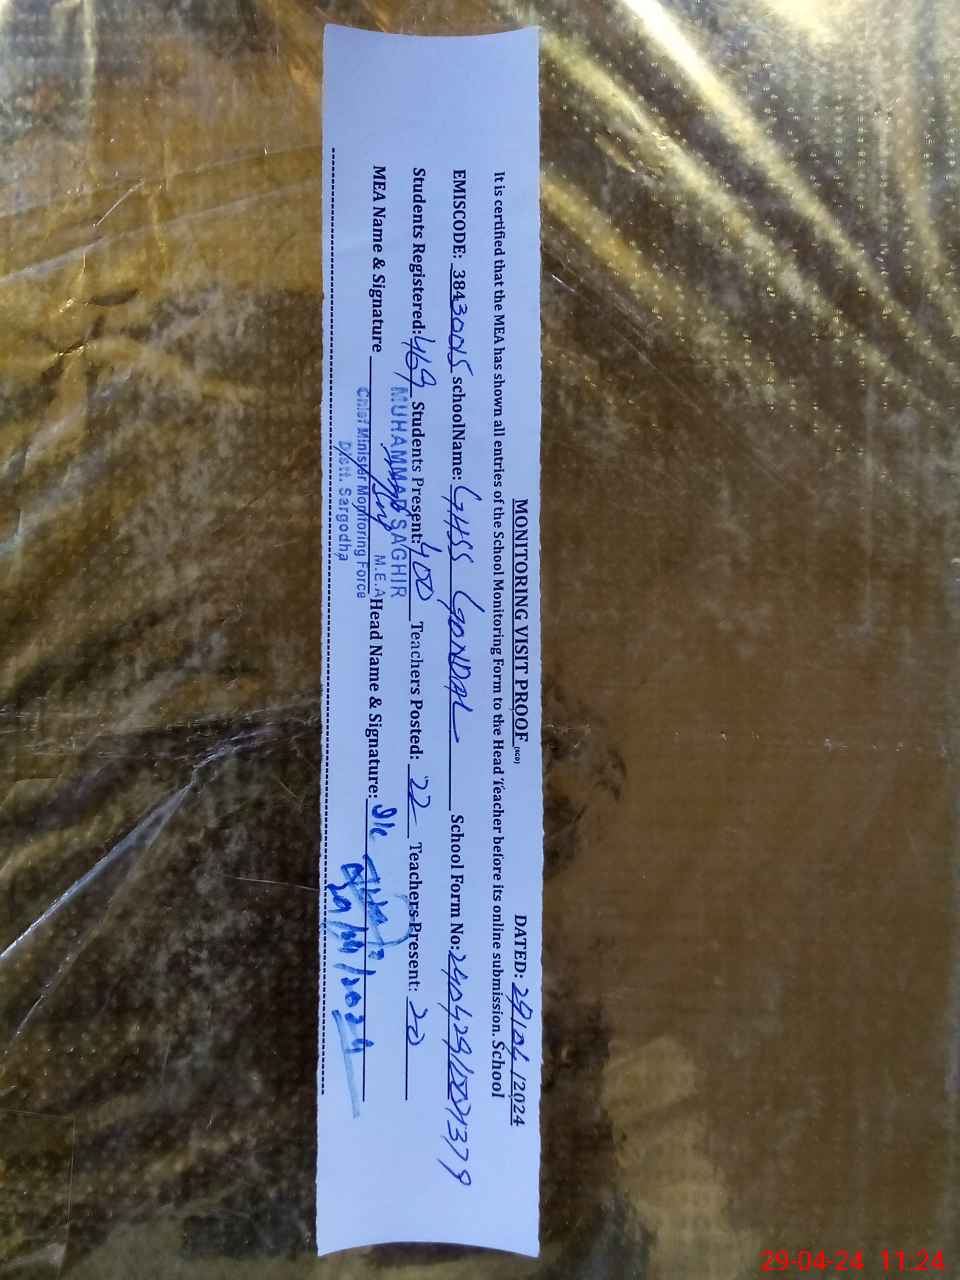 MONITORING VISIT PROOF (SED) DATED: 29/04/2024
It is certified that the MEA has shown all entries of the School Monitoring Form to the Head Teacher before its online submission. School
EMISCODE: 38430015 schoolName: GHSS GONDAL School Form No:
Students Registered: 469 Students Present: 400 Teachers Posted: 22 Teachers Present: 20
MEA Name & Signature Head Name & Signature: I/c
MUHAMMAD SAGHIR
M.E.A
Chief Minister Monitoring Force
Distt. Sargodha
29/04/2024
29-04-24 11:24